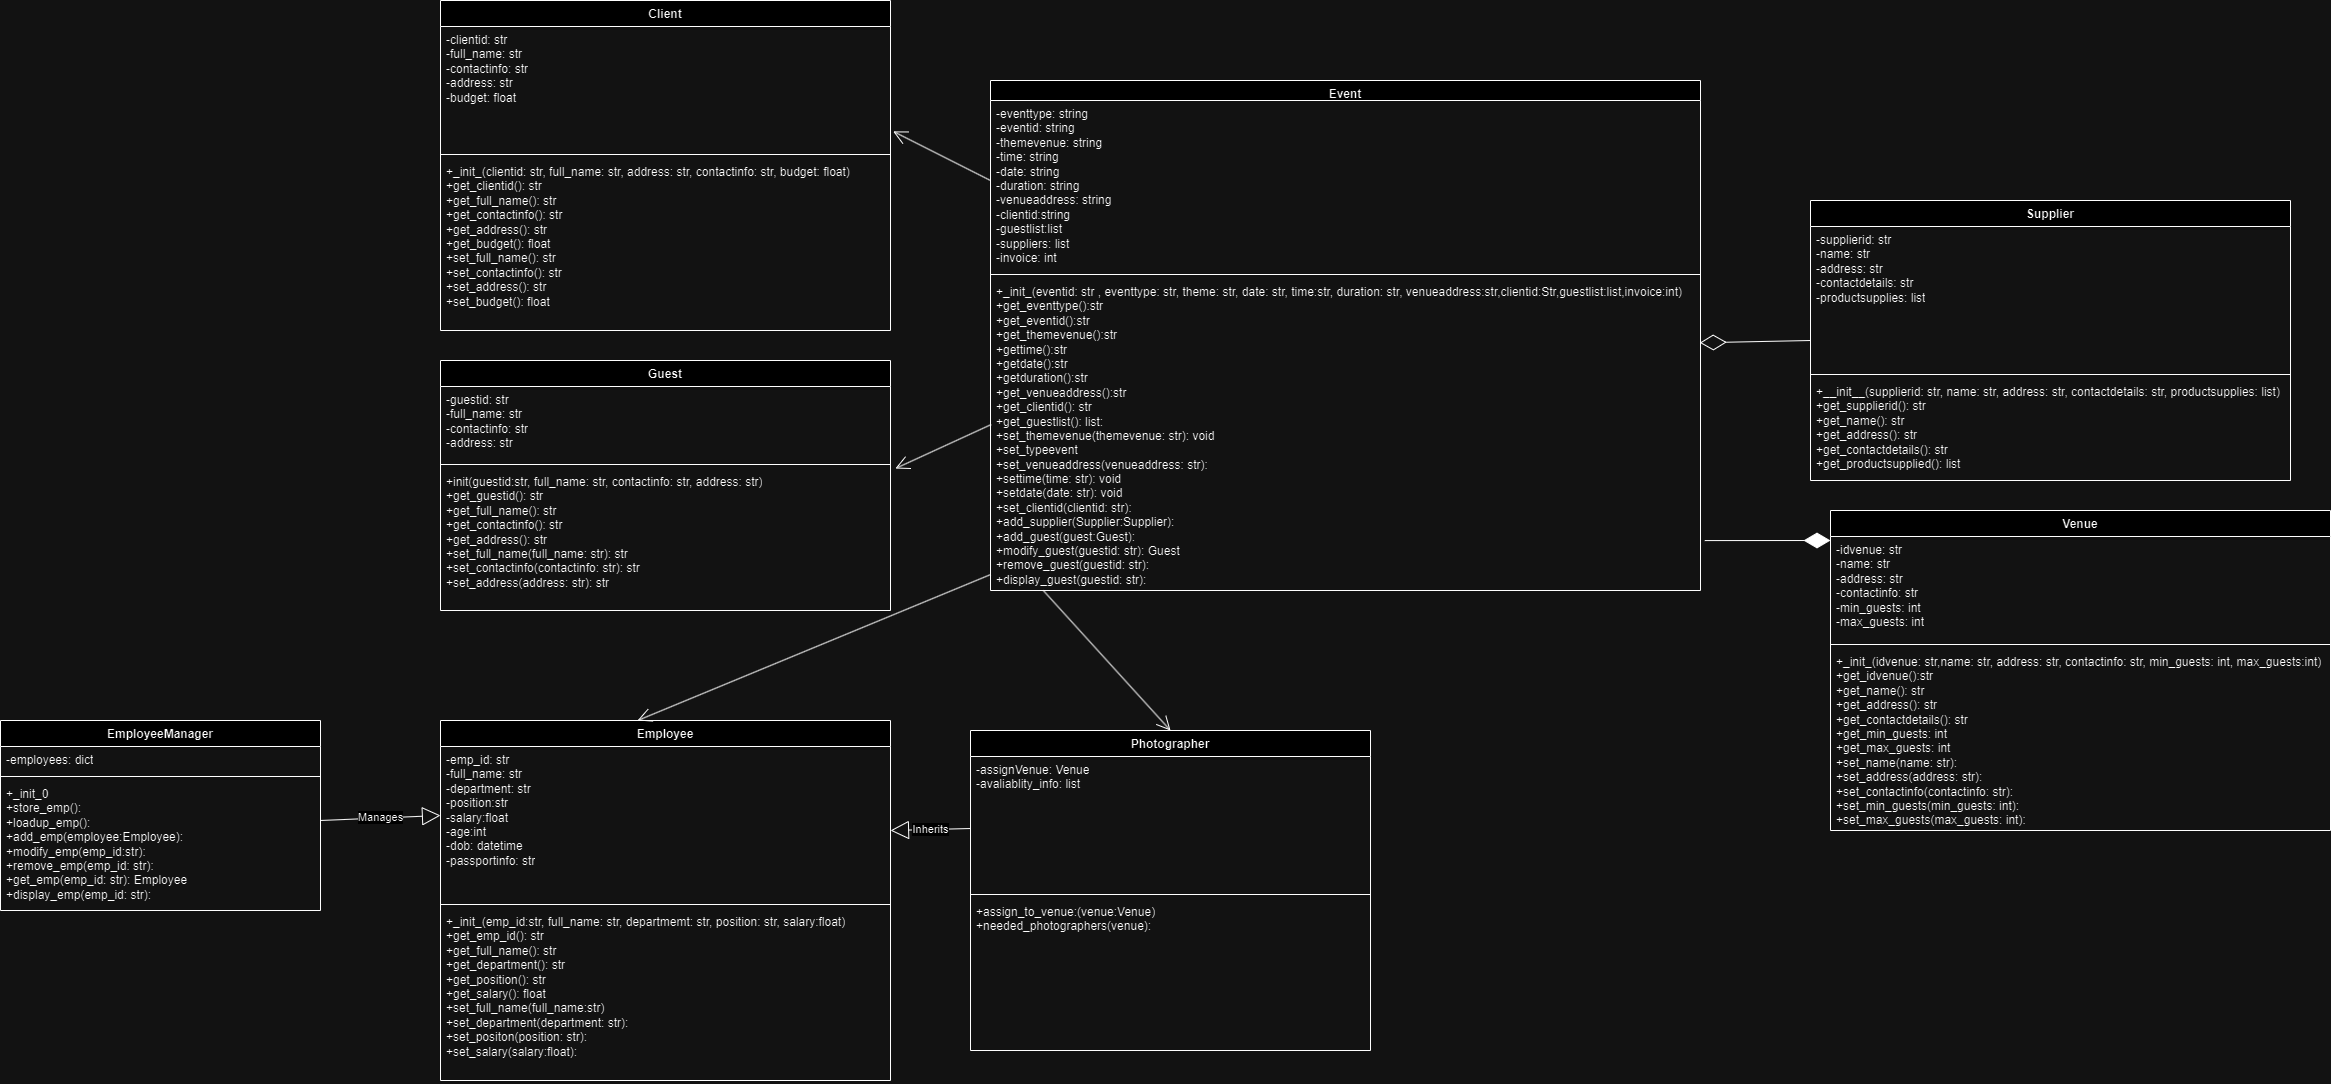 Client
-clientid: str
-full_name: str
-contactinfo: str
-address: str
-budget: float
+_init_(clientid: str, full_name: str, address: str, contactinfo: str, budget: float)
+get_clientid(): str
+get_full_name(): str
+get_contactinfo(): str
+get_address(): str
+get_budget(): float
+set_full_name(): str
+set_contactinfo(): str
+set_address(): str
+set_budget(): float
Event
-eventtype: string
-eventid: string
-themevenue: string
-time: string
-date: string
-duration: string
-venueaddress: string
-clientid:string
-guestlist:list
-suppliers: list
-invoice: int
+_init_(eventid: str , eventtype: str, theme: str, date: str, time:str, duration: str, venueaddress:str,clientid:Str,guestlist:list,invoice:int)
+get_eventtype():str
+get_eventid():str
+get_themevenue():str
+gettime():str
+getdate():str
+getduration():str
+get_venueaddress():str
+get_clientid(): str
+get_guestlist(): list:
+set_themevenue(themevenue: str): void
+set_typeevent
+set_venueaddress(venueaddress: str):
+settime(time: str): void
+setdate(date: str): void
+set_clientid(clientid: str):
+add_supplier(Supplier:Supplier):
+add_guest(guest:Guest):
+modify_guest(guestid: str): Guest
+remove_guest(guestid: str):
+display_guest(guestid: str):
Supplier
-supplierid: str
-name: str
-address: str
-contactdetails: str
-productsupplies: list
+__init__(supplierid: str, name: str, address: str, contactdetails: str, productsupplies: list)
+get_supplierid(): str
+get_name(): str
+get_address(): str
+get_contactdetails(): str
+get_productsupplied(): list
Guest
-guestid: str
-full_name: str
-contactinfo: str
-address: str
+init(guestid:str, full_name: str, contactinfo: str, address: str)
+get_guestid(): str
+get_full_name(): str
+get_contactinfo(): str
+get_address(): str
+set_full_name(full_name: str): str
+set_contactinfo(contactinfo: str): str
+set_address(address: str): str
Venue
-idvenue: str
-name: str
-address: str
-contactinfo: str
-min_guests: int
-max_guests: int
+_init_(idvenue: str,name: str, address: str, contactinfo: str, min_guests: int, max_guests:int)
+get_idvenue():str
+get_name(): str
+get_address(): str
+get_contactdetails(): str
+get_min_guests: int
+get_max_guests: int
+set_name(name: str):
+set_address(address: str):
+set_contactinfo(contactinfo: str):
+set_min_guests(min_guests: int):
+set_max_guests(max_guests: int):
EmployeeManager
-employees: dict
+_init_0
+store_emp():
+loadup_emp():
+add_emp(employee:Employee):
+modify_emp(emp_id:str):
+remove_emp(emp_id: str):
+get_emp(emp_id: str): Employee
+display_emp(emp_id: str):
Manages
Employee
-emp_id: str
-full_name: str
-department: str
-position:str
-salary:float
-age:int
-dob: datetime
-passportinfo: str
+_init_(emp_id:str, full_name: str, departmemt: str, position: str, salary:float)
+get_emp_id(): str
+get_full_name(): str
+get_department(): str
+get_position(): str
+get_salary(): float
+set_full_name(full_name:str)
+set_department(department: str):
+set_positon(position: str):
+set_salary(salary:float):
Inherits
Photographer
-assignVenue: Venue
-avaliablity_info: list
+assign_to_venue:(venue:Venue)
+needed_photographers(venue):